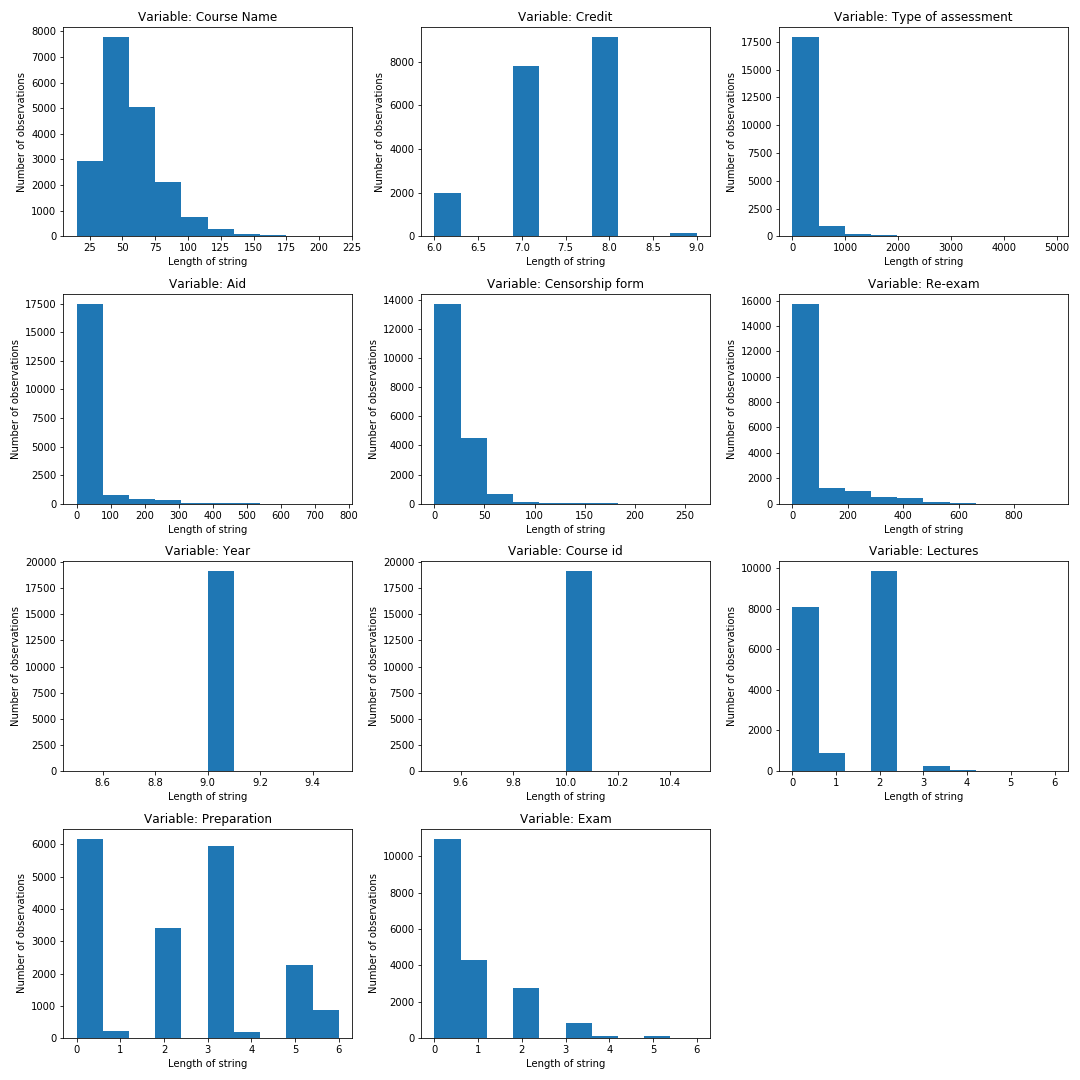 Variable: Course Name
Number of observations
8000
7000
6000
5000
4000
3000
2000
1000
0
25 50 75 100 125 150 175 200 225
Length of string
Variable: Credit
Number of observations
8000
6000
4000
2000
0
6.0 6.5 7.0 7.5 8.0 8.5 9.0
Length of string
Variable: Type of assessment
Number of observations
17500
15000
12500
10000
7500
5000
2500
0
0 1000 2000 3000 4000 5000
Length of string
Variable: Aid
Number of observations
17500
15000
12500
10000
7500
5000
2500
0
0 100 200 300 400 500 600 700 800
Length of string
Variable: Censorship form
Number of observations
14000
12000
10000
8000
6000
4000
2000
0
0 50 100 150 200 250
Length of string
Variable: Re-exam
Number of observations
16000
14000
12000
10000
8000
6000
4000
2000
0
0 200 400 600 800
Length of string
Variable: Year
Number of observations
20000
17500
15000
12500
10000
7500
5000
2500
0
8.6 8.8 9.0 9.2 9.4
Length of string
Variable: Course id
Number of observations
20000
17500
15000
12500
10000
7500
5000
2500
0
9.6 9.8 10.0 10.2 10.4
Length of string
Variable: Lectures
Number of observations
10000
8000
6000
4000
2000
0
0 1 2 3 4 5 6
Length of string
Variable: Preparation
Number of observations
6000
5000
4000
3000
2000
1000
0
0 1 2 3 4 5 6
Length of string
Variable: Exam
Number of observations
10000
8000
6000
4000
2000
0
0 1 2 3 4 5 6
Length of string